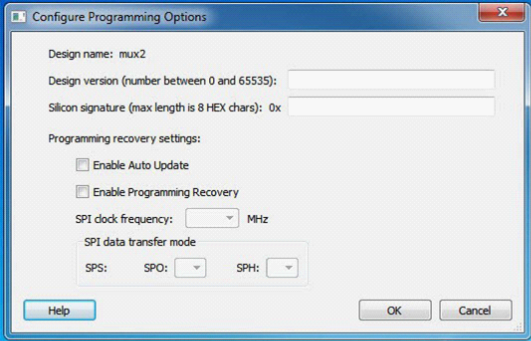 Configure Programming Options
Design name: mux2
Design version (number between 0 and 65535):
Silicon signature (max length is 8 HEX chars): 0x
Programming recovery settings:
Enable Auto Update
Enable Programming Recovery
SPI clock frequency: MHz
SPI data transfer mode
SPS: SPO: SPH:
Help OK Cancel